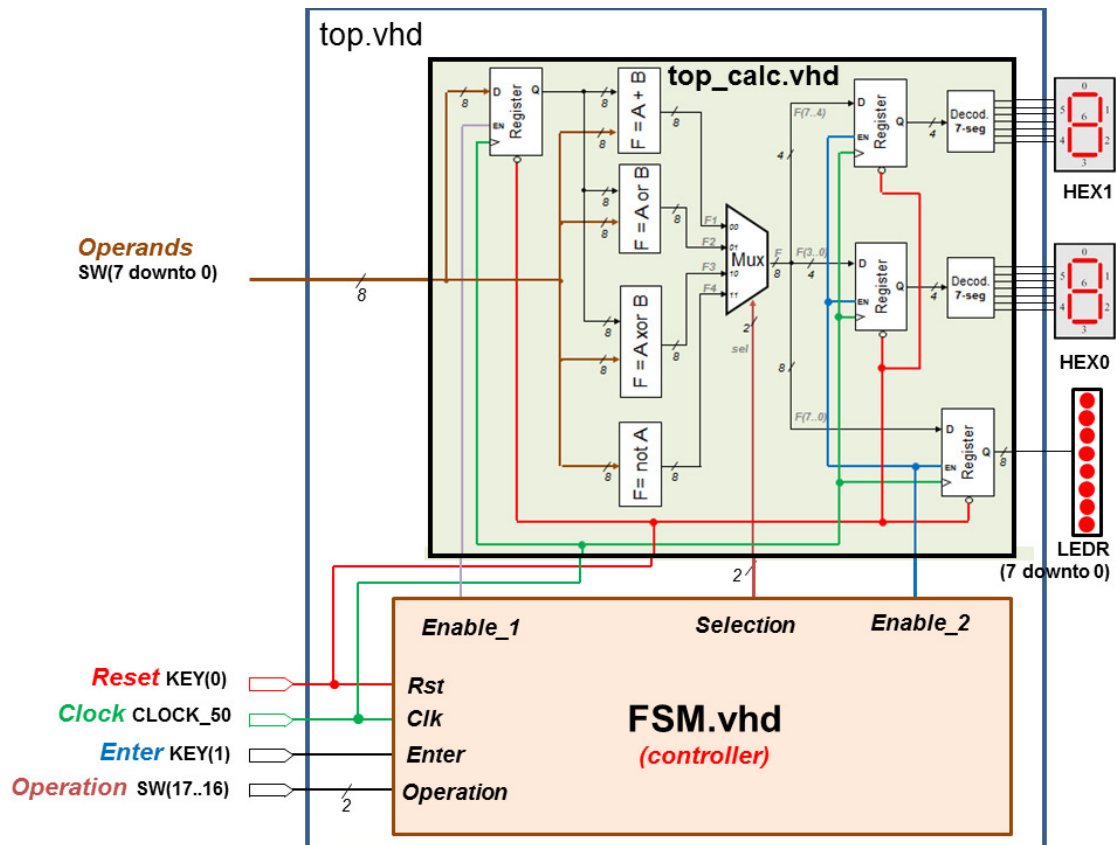 top.vhd
top_calc.vhd
D
Q
EN
Register
8
F = A + B
8
8
8
F = A or B
8
8
8
F = A xor B
8
8
8
F= not A
8
8
F1
F2
F3
F4
00
01
10
11
Mux
2
sel
F
8
F(7..4)
4
F(3..0)
4
8
F(7..0)
D
Q
EN
Register
4
Decod.
7-seg
0
5
6
1
4
2
3
HEX1
D
Q
EN
Register
4
Decod.
7-seg
0
5
6
1
4
2
3
HEX0
D
Q
EN
Register
8
LEDR
(7 downto 0)
Operands
SW(7 downto 0)
8
2
Enable_1
Selection
Enable_2
Reset KEY(0)
Rst
Clock CLOCK_50
Clk
FSM.vhd
Enter KEY(1)
Enter
(controller)
Operation SW(17..16)
2
Operation